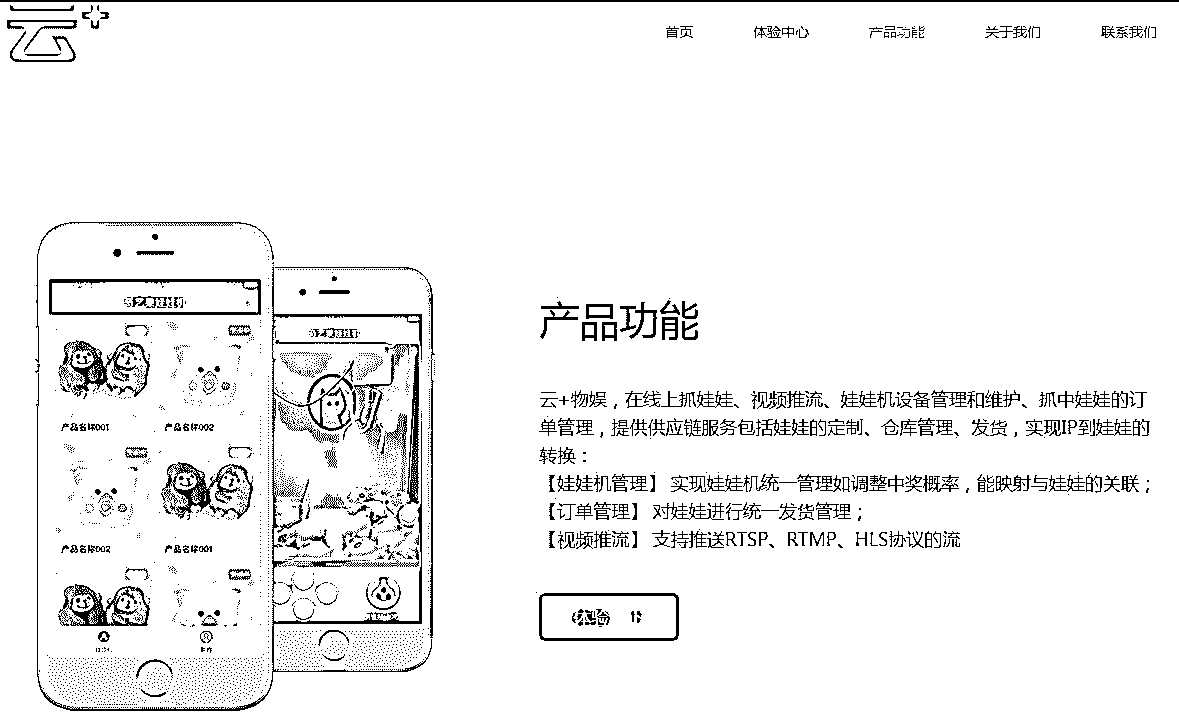 云+
首页
体验中心
产品功能
关于我们
联系我们
产品名称001
产品名称002
产品名称002
产品名称001
产品功能
云+物娱，在线上抓娃娃、视频推流、娃娃机设备管理和维护、抓中娃娃的订
单管理，提供供应链服务包括娃娃的定制、仓库管理、发货，实现IP到娃娃的
转换：
【娃娃机管理】 实现娃娃机统一管理如调整中奖概率，能映射与娃娃的关联；
【订单管理】 对娃娃进行统一发货管理；
【视频推流】 支持推送RTSP、RTMP、HLS协议的流
体验